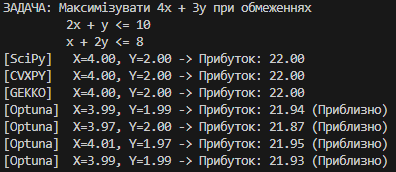 ЗАДАЧА: Максимізувати 4x + 3y при обмеженнях
2x + y <= 10
x + 2y <= 8
[SciPy]  X=4.00, Y=2.00 -> Прибуток: 22.00
[CVXPY]  X=4.00, Y=2.00 -> Прибуток: 22.00
[GEKKO]  X=4.00, Y=2.00 -> Прибуток: 22.00
[Optuna] X=3.99, Y=1.99 -> Прибуток: 21.94 (Приблизно)
[Optuna] X=3.97, Y=2.00 -> Прибуток: 21.87 (Приблизно)
[Optuna] X=4.01, Y=1.97 -> Прибуток: 21.95 (Приблизно)
[Optuna] X=3.99, Y=1.99 -> Прибуток: 21.93 (Приблизно)